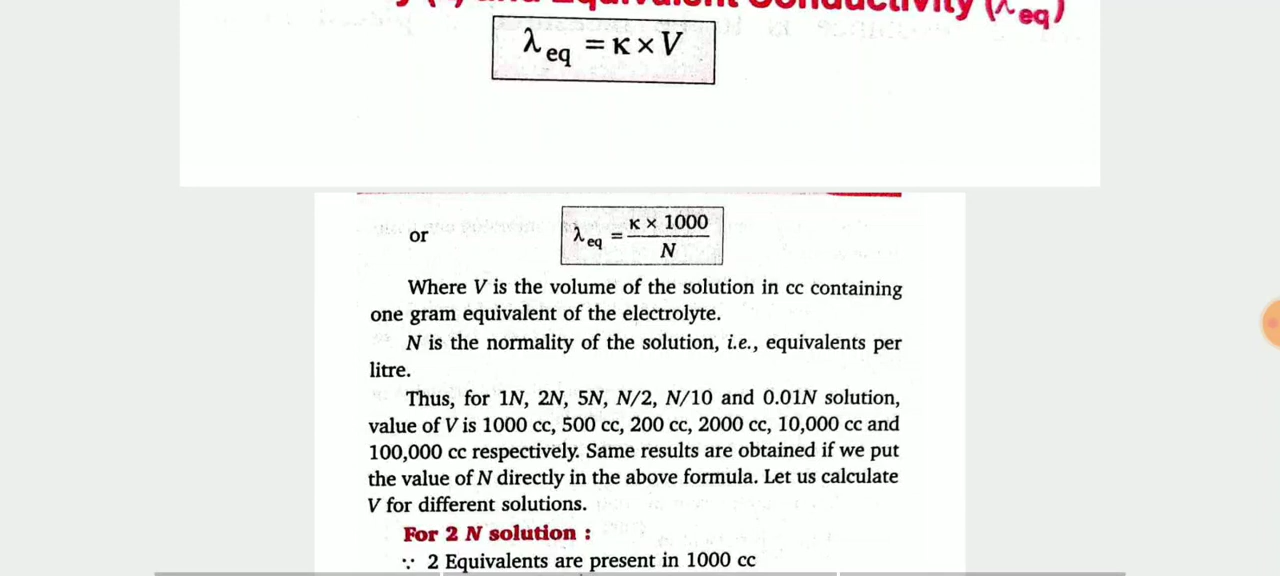 and Equivalent Conductivity (λeq)
λeq = κ × V
or
λeq = κ × 1000 / N
Where V is the volume of the solution in cc containing
one gram equivalent of the electrolyte.
N is the normality of the solution, i.e., equivalents per
litre.
Thus, for 1N, 2N, 5N, N/2, N/10 and 0.01N solution,
value of V is 1000 cc, 500 cc, 200 cc, 2000 cc, 10,000 cc and
100,000 cc respectively. Same results are obtained if we put
the value of N directly in the above formula. Let us calculate
V for different solutions.
For 2 N solution :
∵ 2 Equivalents are present in 1000 cc